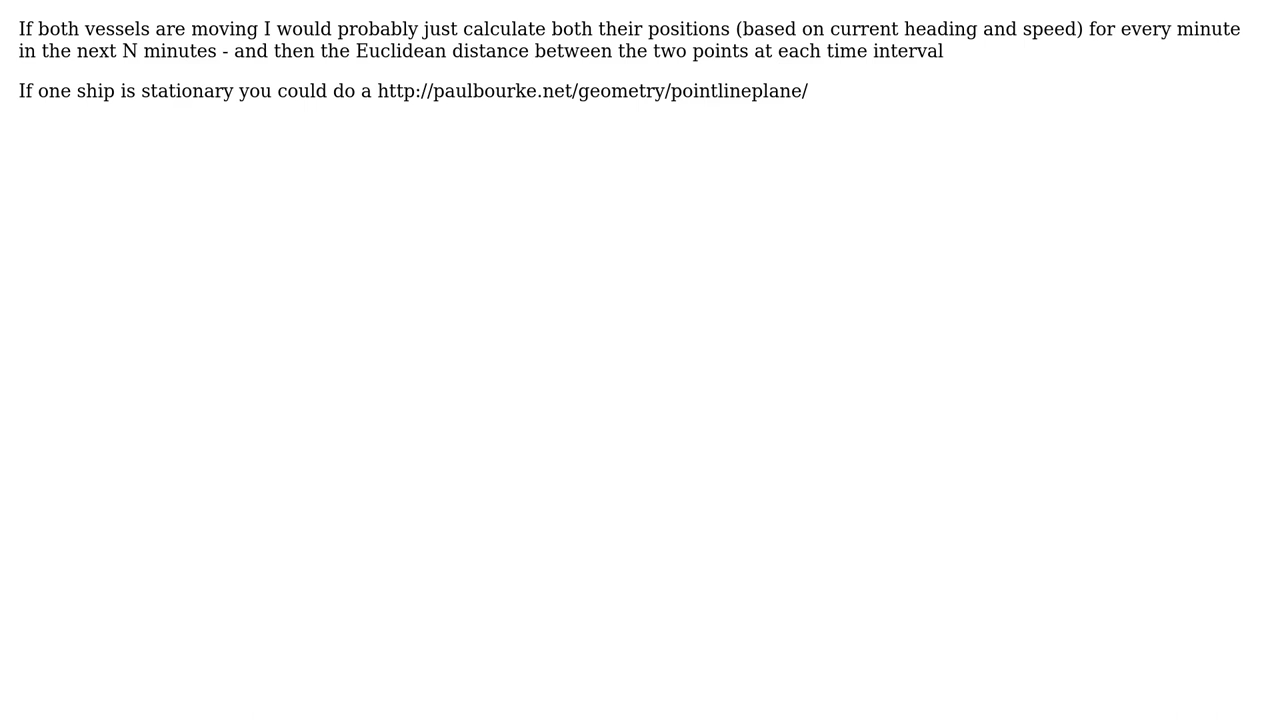 If both vessels are moving I would probably just calculate both their positions (based on current heading and speed) for every minute
in the next N minutes - and then the Euclidean distance between the two points at each time interval
If one ship is stationary you could do a http://paulbourke.net/geometry/pointlineplane/